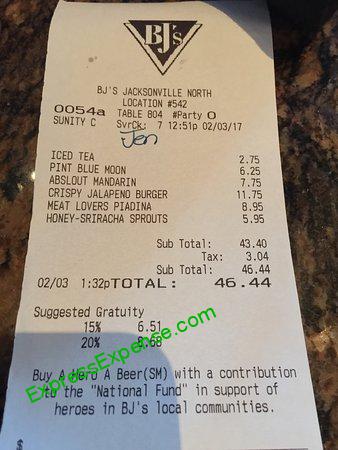 BJ's
BJ'S JACKSONVILLE NORTH
LOCATION #542
0054a TABLE 804 #Party 0
SUNITY C SvrCk: 7 12:51p 02/03/17
Jen
ICED TEA 2.75
PINT BLUE MOON 6.25
ABSLOUT MANDARIN 7.75
CRISPY JALAPENO BURGER 11.75
MEAT LOVERS PIADINA 8.95
HONEY-SRIRACHA SPROUTS 5.95
Sub Total: 43.40
Tax: 3.04
Sub Total: 46.44
02/03 1:32pTOTAL: 46.44
Suggested Gratuity
15% 6.51
20% 8.68
ExpressExpense.com
Buy A Hero A Beer(SM) with a contribution
to the "National Fund" in support of
heroes in BJ's local communities.
$